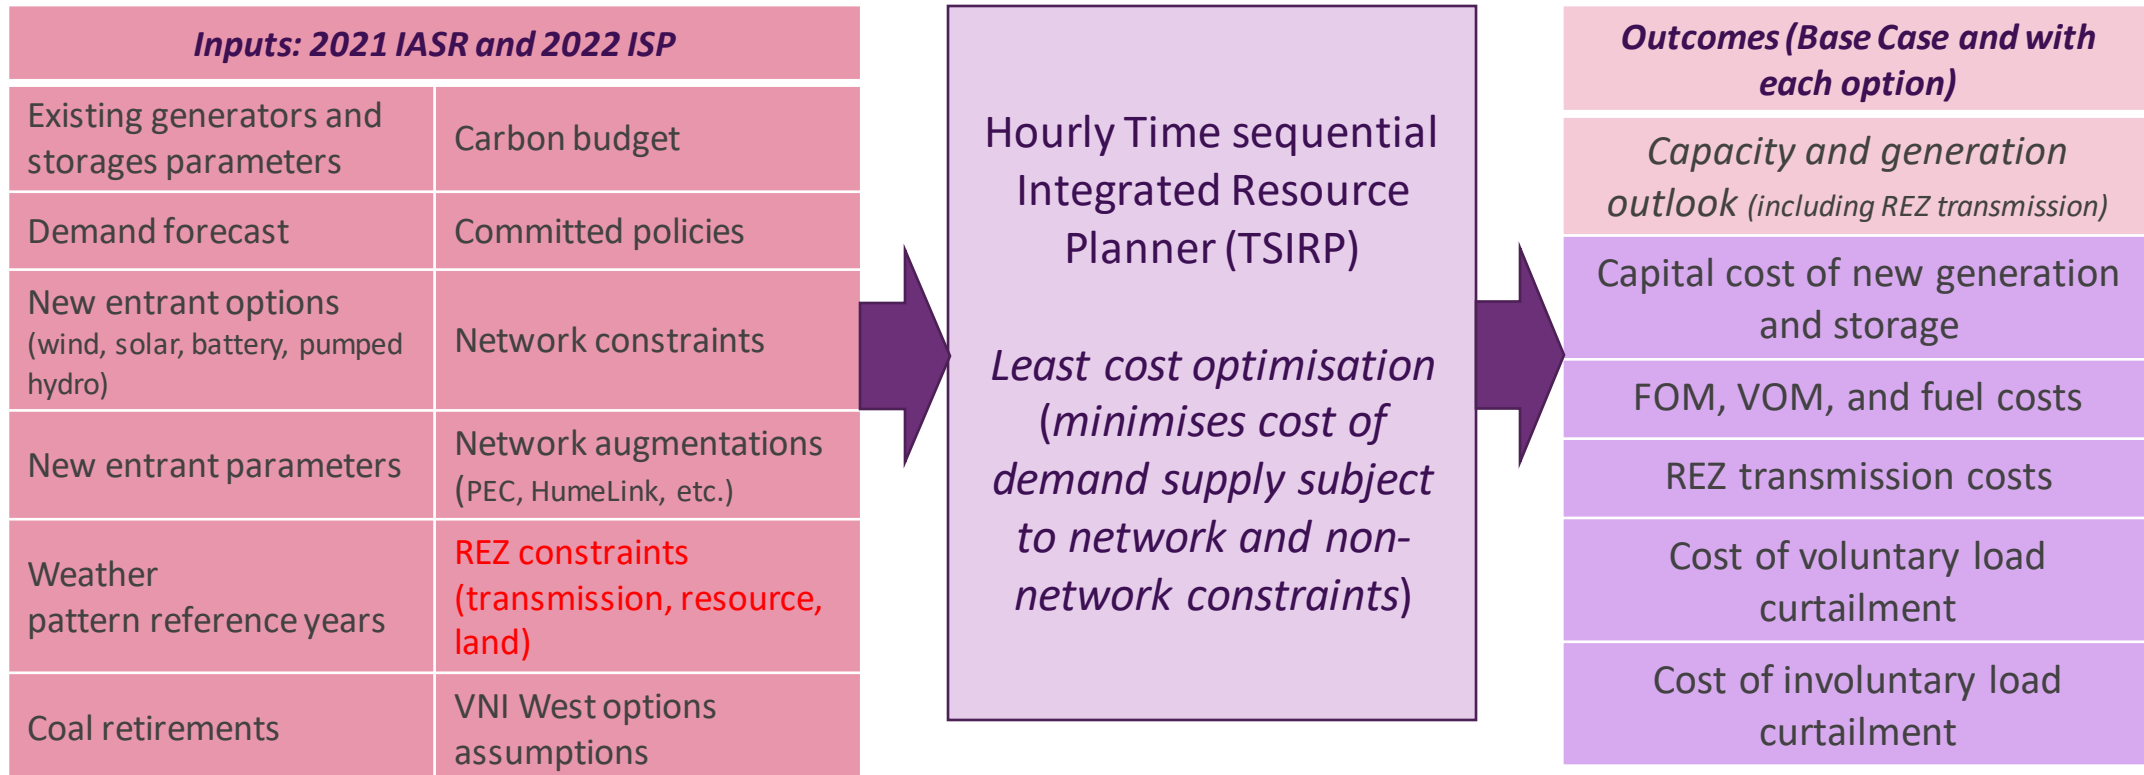 Inputs: 2021 IASR and 2022 ISP
Existing generators and
storages parameters
Carbon budget
Demand forecast
Committed policies
New entrant options
(wind, solar, battery, pumped
hydro)
Network constraints
New entrant parameters
Network augmentations
(PEC, HumeLink, etc.)
Weather
pattern reference years
REZ constraints
(transmission, resource,
land)
Coal retirements
VNI West options
assumptions
Hourly Time sequential
Integrated Resource
Planner (TSIRP)
Least cost optimisation
(minimises cost of
demand supply subject
to network and non-
network constraints)
Outcomes (Base Case and with
each option)
Capacity and generation
outlook (including REZ transmission)
Capital cost of new generation
and storage
FOM, VOM, and fuel costs
REZ transmission costs
Cost of voluntary load
curtailment
Cost of involuntary load
curtailment